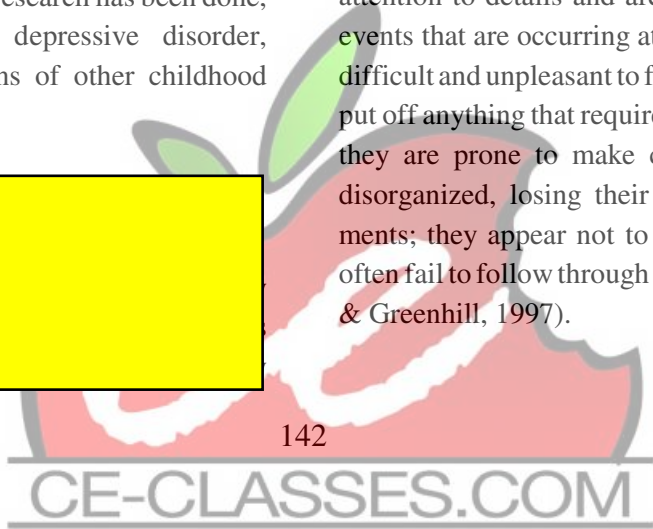 esearch has been done,
depressive disorder,
ns of other childhood
attention to details and are
events that are occurring at
difficult and unpleasant to f
put off anything that require
they are prone to make c
disorganized, losing their
ments; they appear not to
often fail to follow through
& Greenhill, 1997).
142
ce
CE-CLASSES.COM